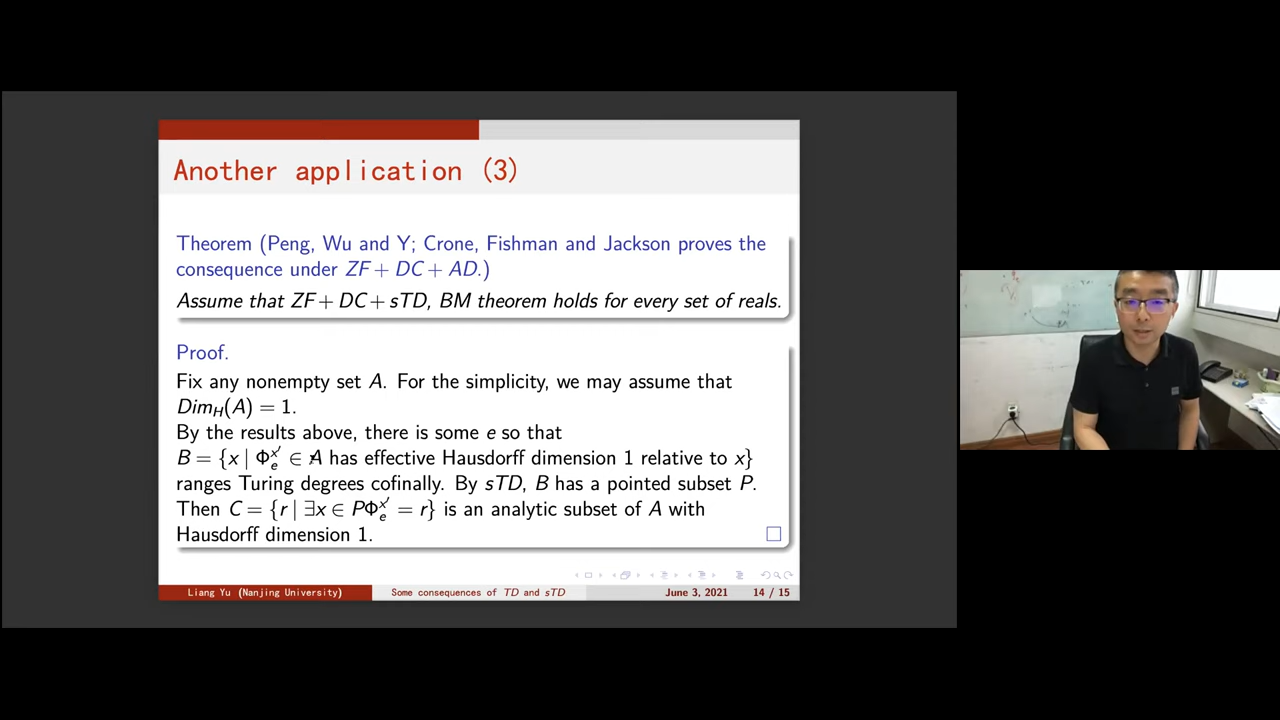 Another application (3)
Theorem (Peng, Wu and Y; Crone, Fishman and Jackson proves the
consequence under ZF + DC + AD.)
Assume that ZF + DC + sTD, BM theorem holds for every set of reals.
Proof.
Fix any nonempty set A. For the simplicity, we may assume that
Dim_H(A) = 1.
By the results above, there is some e so that
B = {x | Φ_e^{x′} ∈ A has effective Hausdorff dimension 1 relative to x}
ranges Turing degrees cofinally. By sTD, B has a pointed subset P.
Then C = {r | ∃x ∈ PΦ_e^{x′} = r} is an analytic subset of A with
Hausdorff dimension 1.
Liang Yu (Nanjing University) Some consequences of TD and sTD June 3, 2021 14 / 15